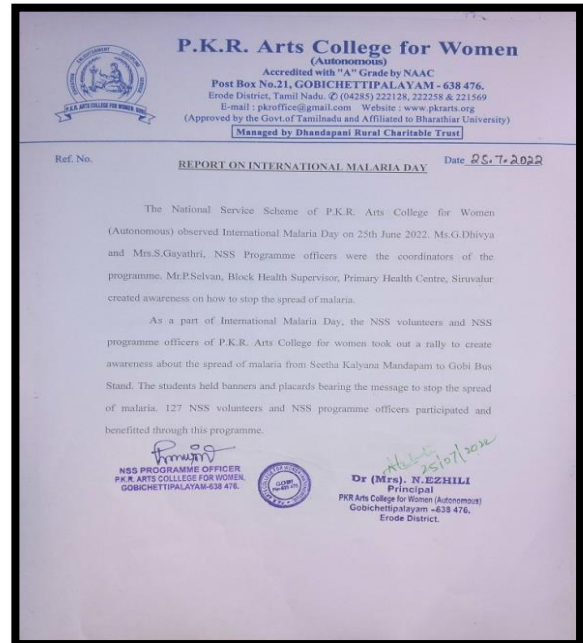 P.K.R. Arts College for Women
(Autonomous)
Accredited with "A" Grade by NAAC
Post Box No.21, GOBICHETTIPALAYAM - 638 476.
Erode District, Tamil Nadu. ✆ (04285) 222128, 222258 & 221569
E-mail : pkroffice@gmail.com Website : www.pkrarts.org
(Approved by the Govt.of Tamilnadu and Affiliated to Bharathiar University)
Managed by Dhandapani Rural Charitable Trust
P.K.R. ARTS COLLEGE FOR WOMEN, GOBI
Ref. No.
Date 25.7.2022
REPORT ON INTERNATIONAL MALARIA DAY
The National Service Scheme of P.K.R. Arts College for Women
(Autonomous) observed International Malaria Day on 25th June 2022. Ms.G.Dhivya
and Mrs.S.Gayathri, NSS Programme officers were the coordinators of the
programme. Mr.P.Selvan, Block Health Supervisor, Primary Health Centre, Siruvalur
created awareness on how to stop the spread of malaria.
As a part of International Malaria Day, the NSS volunteers and NSS
programme officers of P.K.R. Arts College for women took out a rally to create
awareness about the spread of malaria from Seetha Kalyana Mandapam to Gobi Bus
Stand. The students held banners and placards bearing the message to stop the spread
of malaria. 127 NSS volunteers and NSS programme officers participated and
benefitted through this programme.
NSS PROGRAMME OFFICER
P.K.R. ARTS COLLLEGE FOR WOMEN,
GOBICHETTIPALAYAM-638 476.
GOBI
25/07/2022
Dr (Mrs). N.EZHILI
Principal
PKR Arts College for Women (Autonomous)
Gobichettipalayam -638 476.
Erode District.